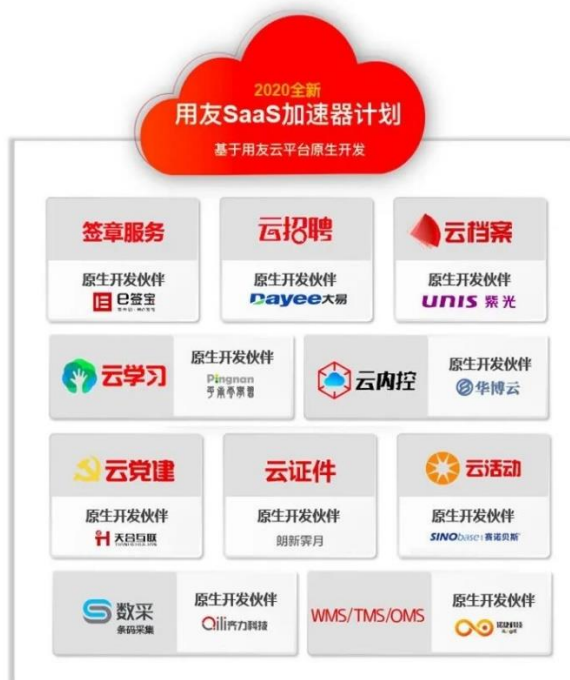 2020全新
用友SaaS加速器计划
基于用友云平台原生开发
签章服务
原生开发伙伴
e签宝
云招聘
原生开发伙伴
Dayee大易
云档案
原生开发伙伴
UNIS 紫光
云学习
原生开发伙伴
Pingnan
云内控
原生开发伙伴
华博云
云党建
原生开发伙伴
天合互联
云证件
原生开发伙伴
朗新霁月
云活动
原生开发伙伴
SINObase 赛诺贝斯
数采
条码采集
原生开发伙伴
Qili齐力科技
WMS/TMS/OMS
原生开发伙伴